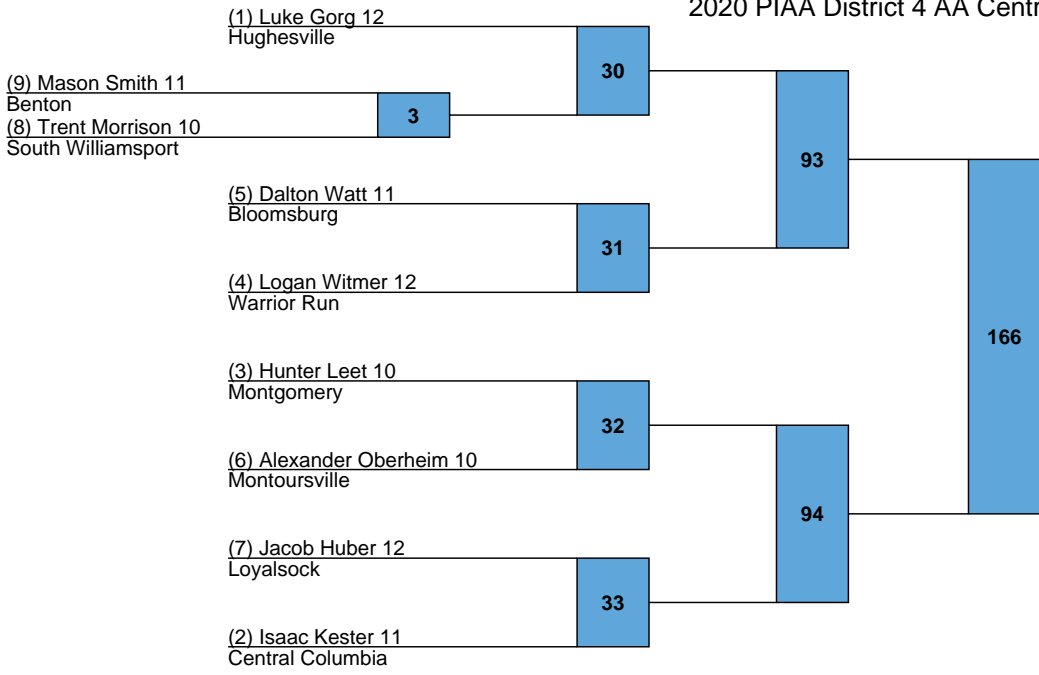 2020 PIAA District 4 AA Centr
(1) Luke Gorg 12
Hughesville
30
(9) Mason Smith 11
Benton
3
(8) Trent Morrison 10
South Williamsport
93
(5) Dalton Watt 11
Bloomsburg
31
(4) Logan Witmer 12
Warrior Run
166
(3) Hunter Leet 10
Montgomery
32
(6) Alexander Oberheim 10
Montoursville
94
(7) Jacob Huber 12
Loyalsock
33
(2) Isaac Kester 11
Central Columbia